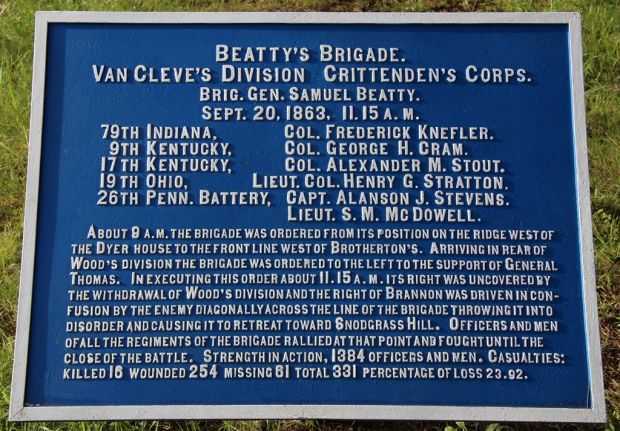 BEATTY'S BRIGADE.
VAN CLEVE'S DIVISION CRITTENDEN'S CORPS.
BRIG. GEN. SAMUEL BEATTY.
SEPT. 20, 1863, 11.15 A.M.
79TH INDIANA, COL. FREDERICK KNEFLER.
9TH KENTUCKY, COL. GEORGE H. CRAM.
17TH KENTUCKY, COL. ALEXANDER M. STOUT.
19TH OHIO, LIEUT. COL. HENRY G. STRATTON.
26TH PENN. BATTERY, CAPT. ALANSON J. STEVENS.
LIEUT. S. M. MCDOWELL.
ABOUT 9 A.M. THE BRIGADE WAS ORDERED FROM ITS POSITION ON THE RIDGE WEST OF
THE DYER HOUSE TO THE FRONT LINE WEST OF BROTHERTON'S. ARRIVING IN REAR OF
WOOD'S DIVISION THE BRIGADE WAS ORDERED TO THE LEFT TO THE SUPPORT OF GENERAL
THOMAS. IN EXECUTING THIS ORDER ABOUT 11.15 A.M. ITS RIGHT WAS UNCOVERED BY
THE WITHDRAWAL OF WOOD'S DIVISION AND THE RIGHT OF BRANNON WAS DRIVEN IN CON-
FUSION BY THE ENEMY DIAGONALLY ACROSS THE LINE OF THE BRIGADE THROWING IT INTO
DISORDER AND CAUSING IT TO RETREAT TOWARD 6NODGRASS HILL. OFFICERS AND MEN
OF ALL THE REGIMENTS OF THE BRIGADE RALLIED AT THAT POINT AND FOUGHT UNTIL THE
CLOSE OF THE BATTLE. STRENGTH IN ACTION, 1384 OFFICERS AND MEN. CASUALTIES:
KILLED 16 WOUNDED 254 MISSING 61 TOTAL 331 PERCENTAGE OF LOSS 23.92.